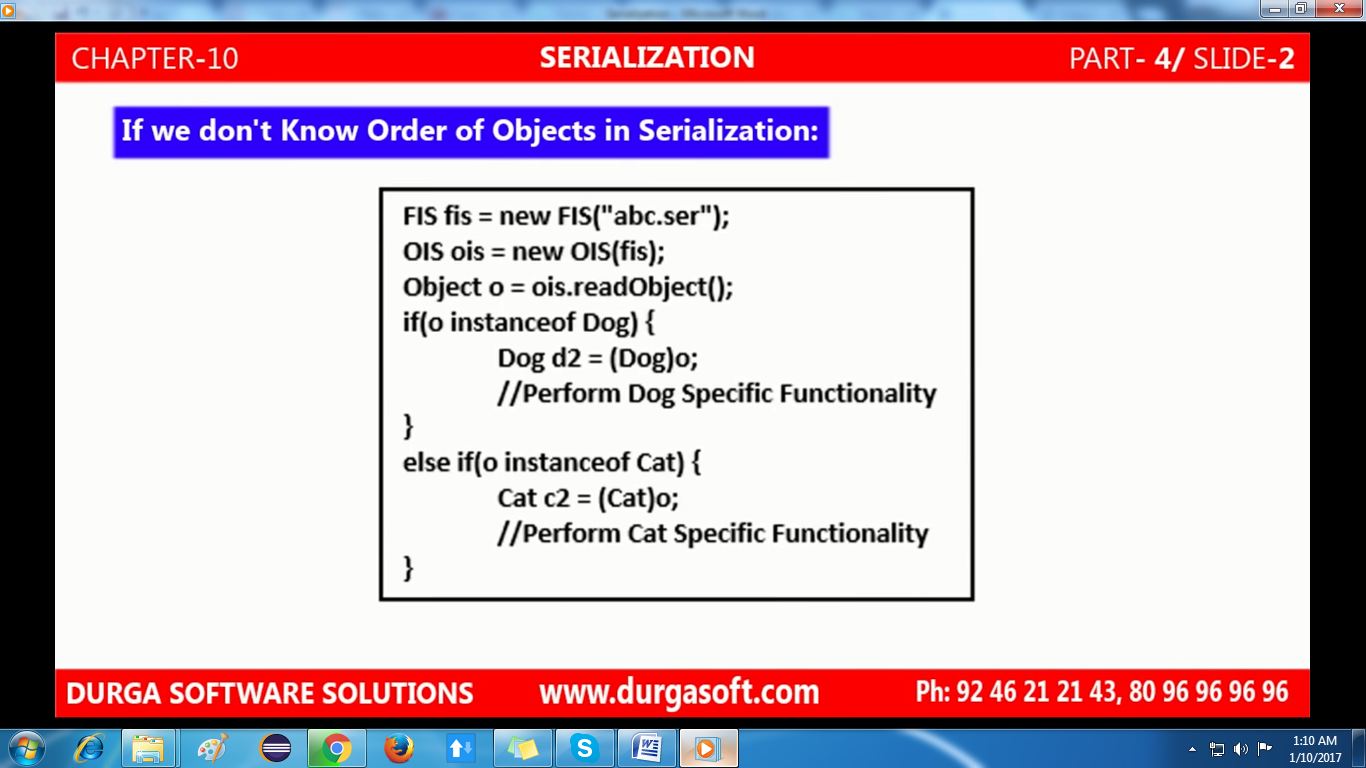 CHAPTER-10 SERIALIZATION PART- 4/ SLIDE-2
If we don't Know Order of Objects in Serialization:
FIS fis = new FIS("abc.ser");
OIS ois = new OIS(fis);
Object o = ois.readObject();
if(o instanceof Dog) {
Dog d2 = (Dog)o;
//Perform Dog Specific Functionality
}
else if(o instanceof Cat) {
Cat c2 = (Cat)o;
//Perform Cat Specific Functionality
}
DURGA SOFTWARE SOLUTIONS www.durgasoft.com Ph: 92 46 21 21 43, 80 96 96 96 96
1:10 AM
1/10/2017